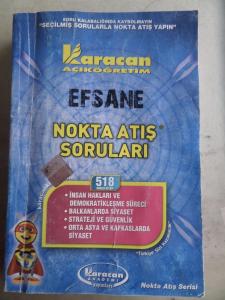 SORU KALABALIĞINDA KAYBOLMAYIN
"SEÇİLMİŞ SORULARLA NOKTA ATIŞ YAPIN"
Karacan
AÇIKÖĞRETİM
EFSANE
NOKTA ATIŞ
SORULARI
518
• İNSAN HAKLARI VE
DEMOKRATİKLEŞME SÜRECİ
• BALKANLARDA SİYASET
• STRATEJİ VE GÜVENLİK
• ORTA ASYA VE KAFKASLARDA
SİYASET
Karacan
AKADEMİ
yayınları
Nokta Atış Serisi